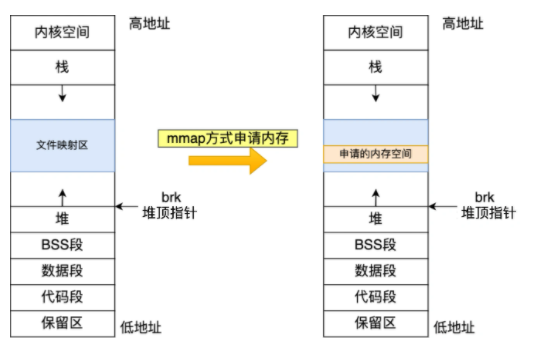 高地址
内核空间
栈
文件映射区
brk
堆顶指针
堆
BSS段
数据段
代码段
保留区
低地址
mmap方式申请内存
高地址
内核空间
栈
申请的内存空间
brk
堆顶指针
堆
BSS段
数据段
代码段
保留区
低地址